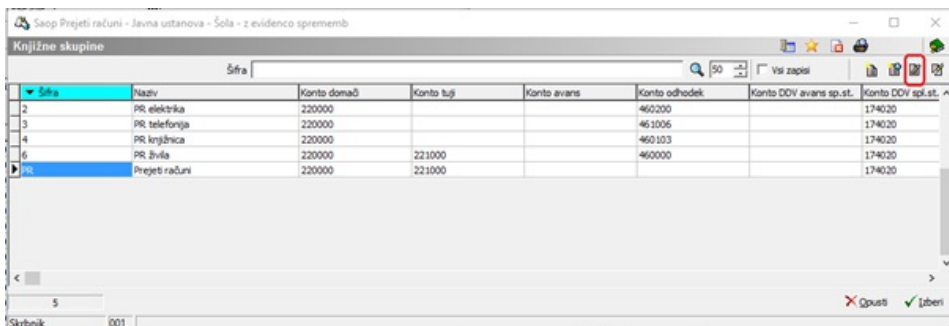 Saop Prejeti računi - Javna ustanova - Šola - z evidenco sprememb
Knjižne skupine
Šifra 50 Vsi zapisi
Šifra Naziv Konto domači Konto tuji Konto avans Konto odhodek Konto DDV avans sp.st. Konto DDV spl.st.
2 PR elektrika 220000 460200 174020
3 PR telefonija 220000 461006 174020
4 PR knjižnica 220000 460103 174020
6 PR živila 220000 221000 460000 174020
PR Prejeti računi 220000 221000 174020
5 Opusti Izberi
Skrbnik 001